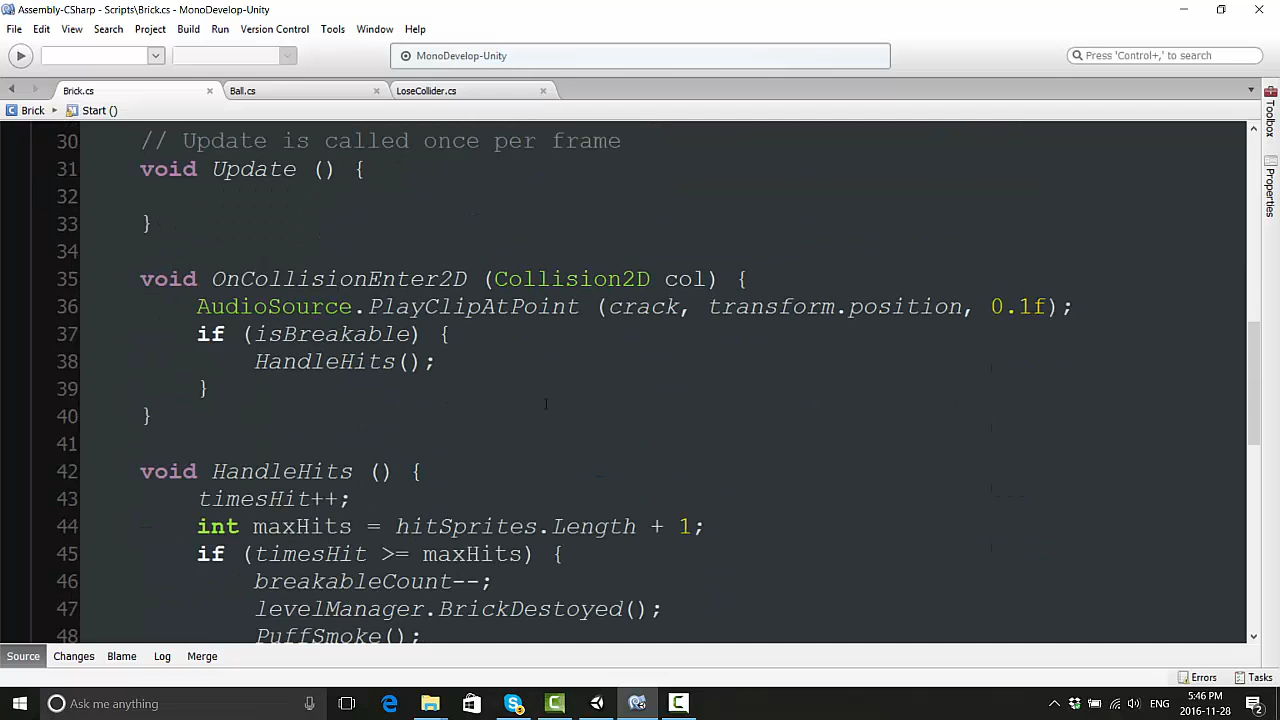 Assembly-CSharp - Scripts\Brick.cs - MonoDevelop-Unity
File Edit View Search Project Build Run Version Control Tools Window Help
MonoDevelop-Unity
Press 'Control+,' to search
Brick.cs Ball.cs LoseCollider.cs
Brick Start ()
30 // Update is called once per frame
31 void Update () {
32
33 }
34
35 void OnCollisionEnter2D (Collision2D col) {
36 AudioSource.PlayClipAtPoint (crack, transform.position, 0.1f);
37 if (isBreakable) {
38 HandleHits();
39 }
40 }
41
42 void HandleHits () {
43 timesHit++;
44 int maxHits = hitSprites.Length + 1;
45 if (timesHit >= maxHits) {
46 breakableCount--;
47 levelManager.BrickDestoyed();
48 PuffSmoke();
Toolbox
Properties
Source Changes Blame Log Merge
Errors Tasks
Ask me anything
5:46 PM
2016-11-28
2